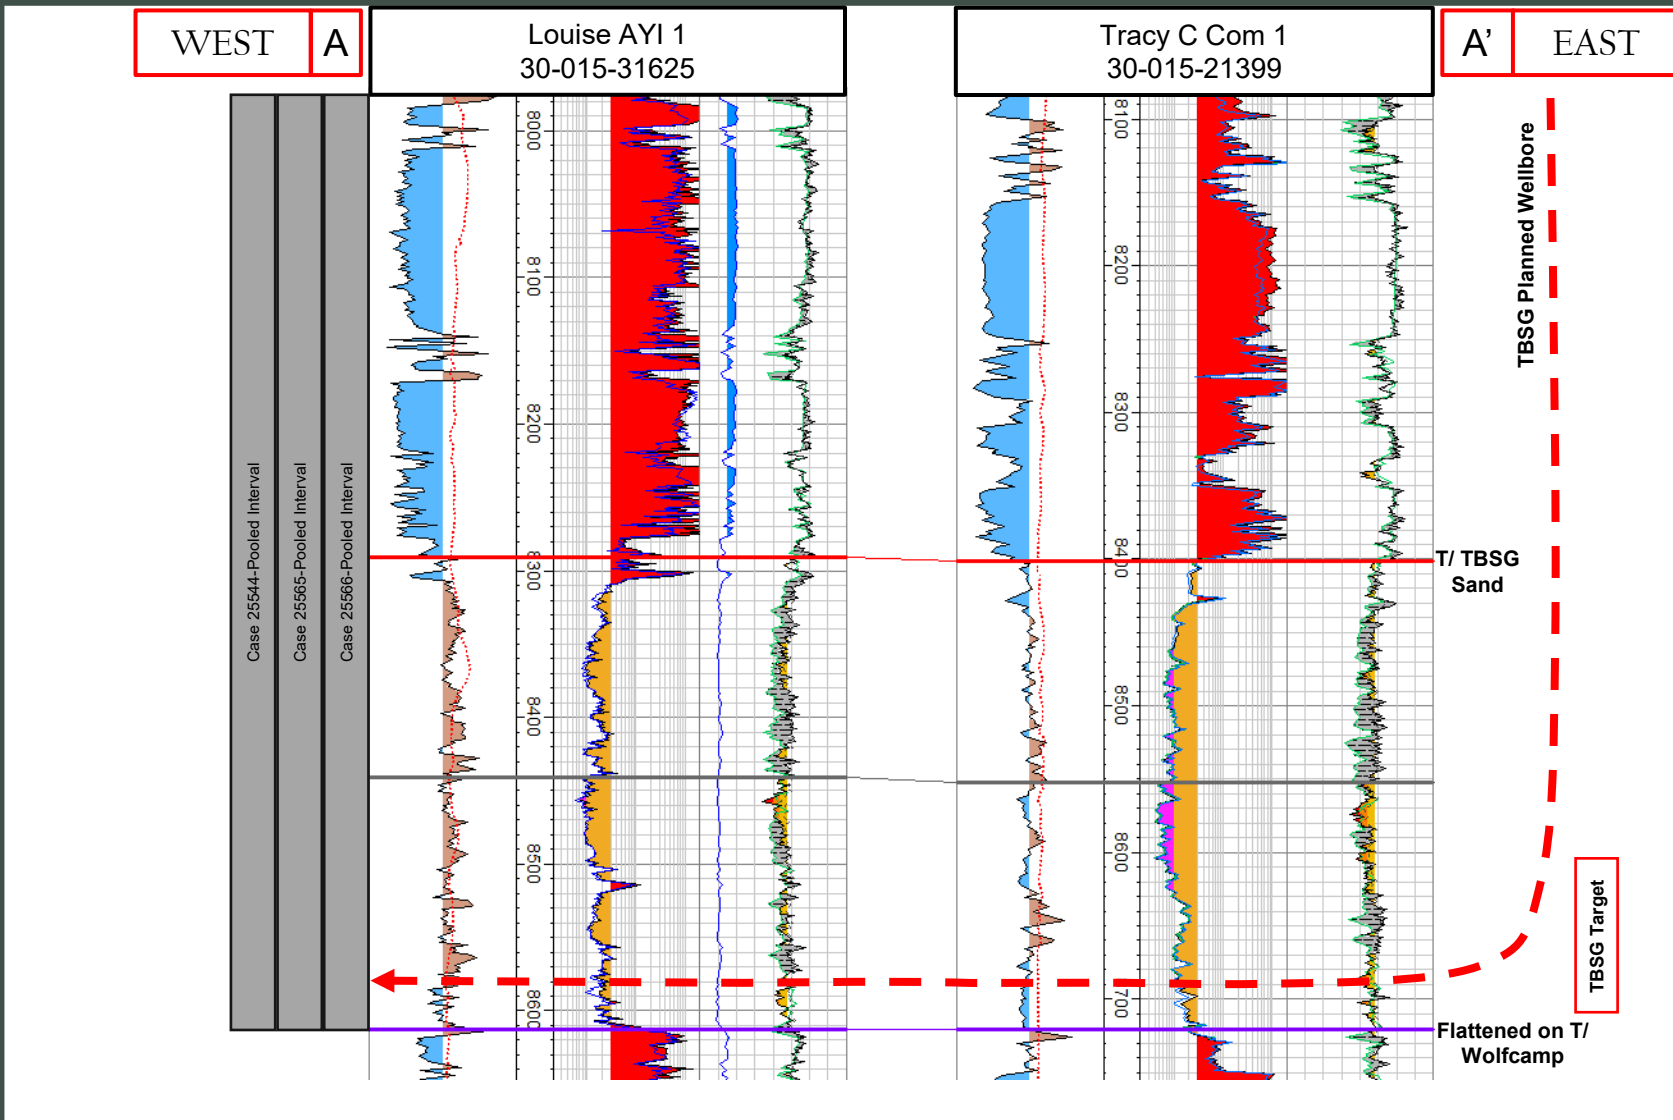 WEST
A
Louise AYI 1
30-015-31625
Tracy C Com 1
30-015-21399
A'
EAST
Case 25544-Pooled Interval
Case 25565-Pooled Interval
Case 25566-Pooled Interval
8000
8100
8200
8300
8400
8500
8600
8100
8200
8300
8400
8500
8600
8700
TBSG Planned Wellbore
T/ TBSG
Sand
TBSG Target
Flattened on T/
Wolfcamp